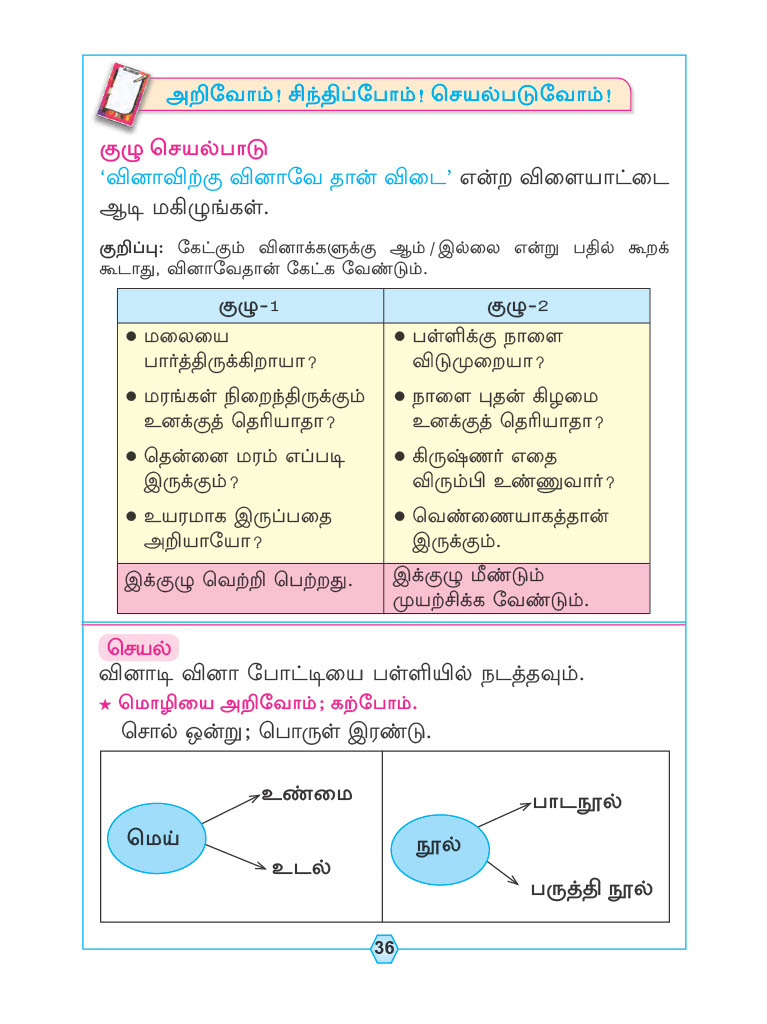 அறிவோம்! சிந்திப்போம்! செயல்படுவோம்!
குழு செயல்பாடு
‘வினாவிற்கு வினாவே தான் விடை’ என்ற விளையாட்டை
ஆடி மகிழுங்கள்.
குறிப்பு: கேட்கும் வினாக்களுக்கு ஆம்/இல்லை என்று பதில் கூறக்
கூடாது, வினாவேதான் கேட்க வேண்டும்.
குழு-1
● மலையை
பார்த்திருக்கிறாயா?
● மரங்கள் நிறைந்திருக்கும்
உனக்குத் தெரியாதா?
● தென்னை மரம் எப்படி
இருக்கும்?
● உயரமாக இருப்பதை
அறியாயோ?
இக்குழு வெற்றி பெற்றது.
குழு-2
● பள்ளிக்கு நாளை
விடுமுறையா?
● நாளை புதன் கிழமை
உனக்குத் தெரியாதா?
● கிருஷ்ணர் எதை
விரும்பி உண்ணுவார்?
● வெண்ணையாகத்தான்
இருக்கும்.
இக்குழு மீண்டும்
முயற்சிக்க வேண்டும்.
செயல்
வினாடி வினா போட்டியை பள்ளியில் நடத்தவும்.
★ மொழியை அறிவோம்; கற்போம்.
சொல் ஒன்று; பொருள் இரண்டு.
மெய்
உண்மை
உடல்
நூல்
பாடநூல்
பருத்தி நூல்
36